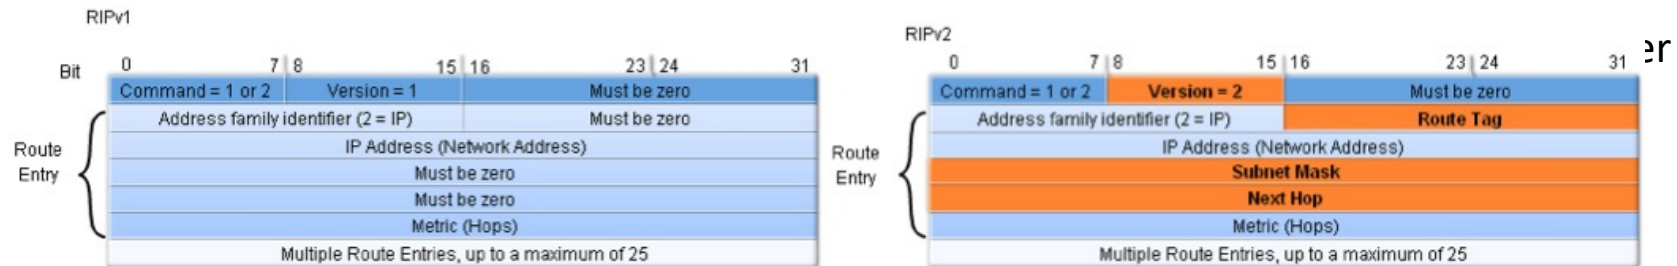 RIPv1
Bit 0 7 8 15 16 23 24 31
Command = 1 or 2 Version = 1 Must be zero
Address family identifier (2 = IP) Must be zero
IP Address (Network Address)
Must be zero
Must be zero
Metric (Hops)
Multiple Route Entries, up to a maximum of 25
Route
Entry
RIPv2
0 7 8 15 16 23 24 31
Command = 1 or 2 Version = 2 Must be zero
Address family identifier (2 = IP) Route Tag
IP Address (Network Address)
Subnet Mask
Next Hop
Metric (Hops)
Multiple Route Entries, up to a maximum of 25
Route
Entry